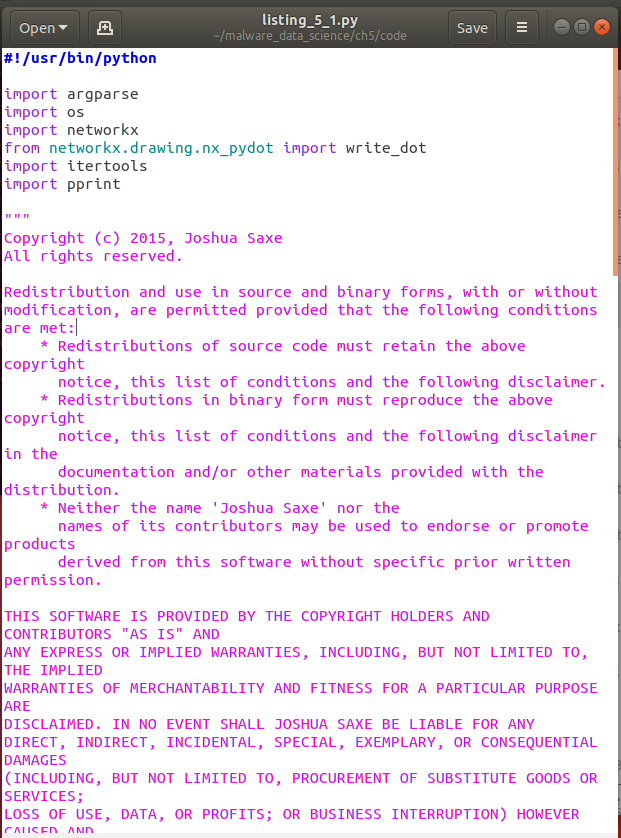 Open
listing_5_1.py
~/malware_data_science/ch5/code
Save
#!/usr/bin/python
import argparse
import os
import networkx
from networkx.drawing.nx_pydot import write_dot
import itertools
import pprint
"""
Copyright (c) 2015, Joshua Saxe
All rights reserved.
Redistribution and use in source and binary forms, with or without
modification, are permitted provided that the following conditions
are met:
    * Redistributions of source code must retain the above
copyright
      notice, this list of conditions and the following disclaimer.
    * Redistributions in binary form must reproduce the above
copyright
      notice, this list of conditions and the following disclaimer
in the
      documentation and/or other materials provided with the
distribution.
    * Neither the name 'Joshua Saxe' nor the
      names of its contributors may be used to endorse or promote
products
      derived from this software without specific prior written
permission.
THIS SOFTWARE IS PROVIDED BY THE COPYRIGHT HOLDERS AND
CONTRIBUTORS "AS IS" AND
ANY EXPRESS OR IMPLIED WARRANTIES, INCLUDING, BUT NOT LIMITED TO,
THE IMPLIED
WARRANTIES OF MERCHANTABILITY AND FITNESS FOR A PARTICULAR PURPOSE
ARE
DISCLAIMED. IN NO EVENT SHALL JOSHUA SAXE BE LIABLE FOR ANY
DIRECT, INDIRECT, INCIDENTAL, SPECIAL, EXEMPLARY, OR CONSEQUENTIAL
DAMAGES
(INCLUDING, BUT NOT LIMITED TO, PROCUREMENT OF SUBSTITUTE GOODS OR
SERVICES;
LOSS OF USE, DATA, OR PROFITS; OR BUSINESS INTERRUPTION) HOWEVER
CAUSED AND